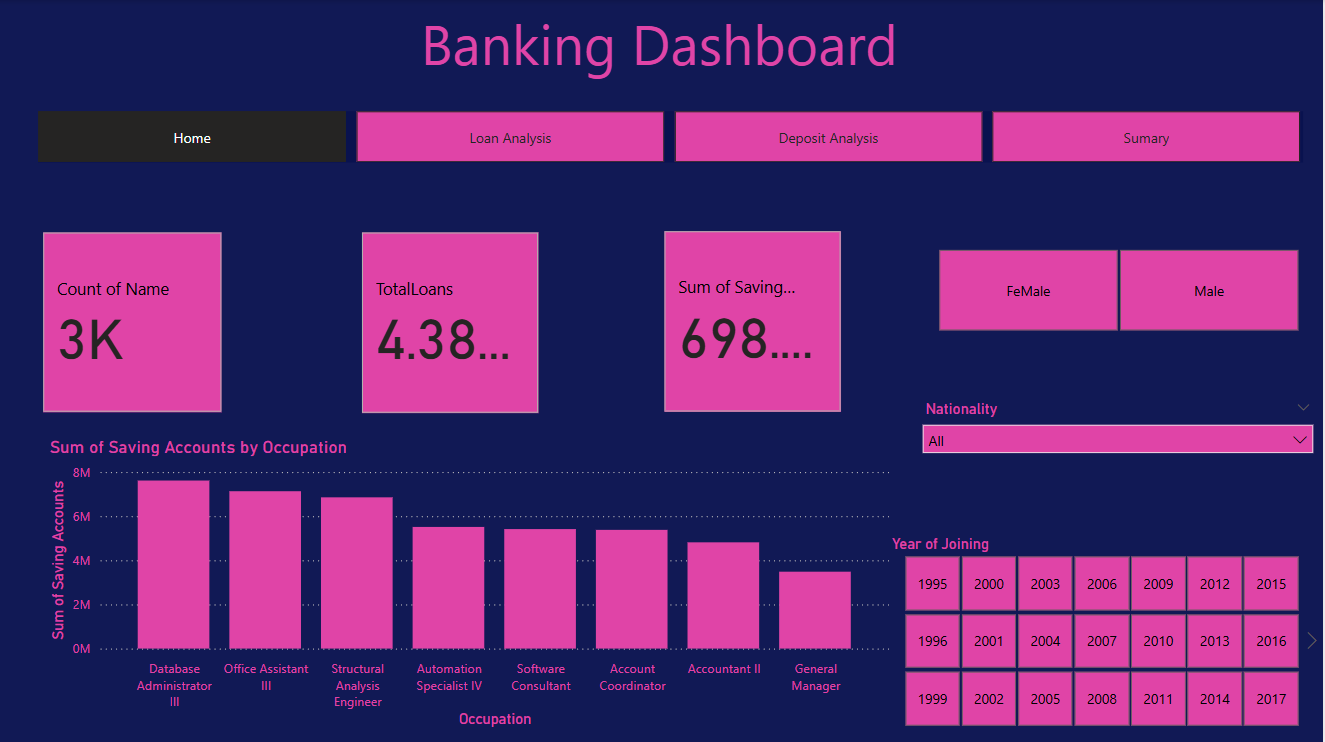 Banking Dashboard
Home
Loan Analysis
Deposit Analysis
Sumary
Count of Name
3K
TotalLoans
4.38...
Sum of Saving...
698....
FeMale
Male
Nationality
All
Sum of Saving Accounts by Occupation
Sum of Saving Accounts
8M
6M
4M
2M
0M
Database
Administrator
III
Office Assistant
III
Structural
Analysis
Engineer
Automation
Specialist IV
Software
Consultant
Account
Coordinator
Accountant II
General
Manager
Occupation
Year of Joining
1995 2000 2003 2006 2009 2012 2015
1996 2001 2004 2007 2010 2013 2016
1999 2002 2005 2008 2011 2014 2017